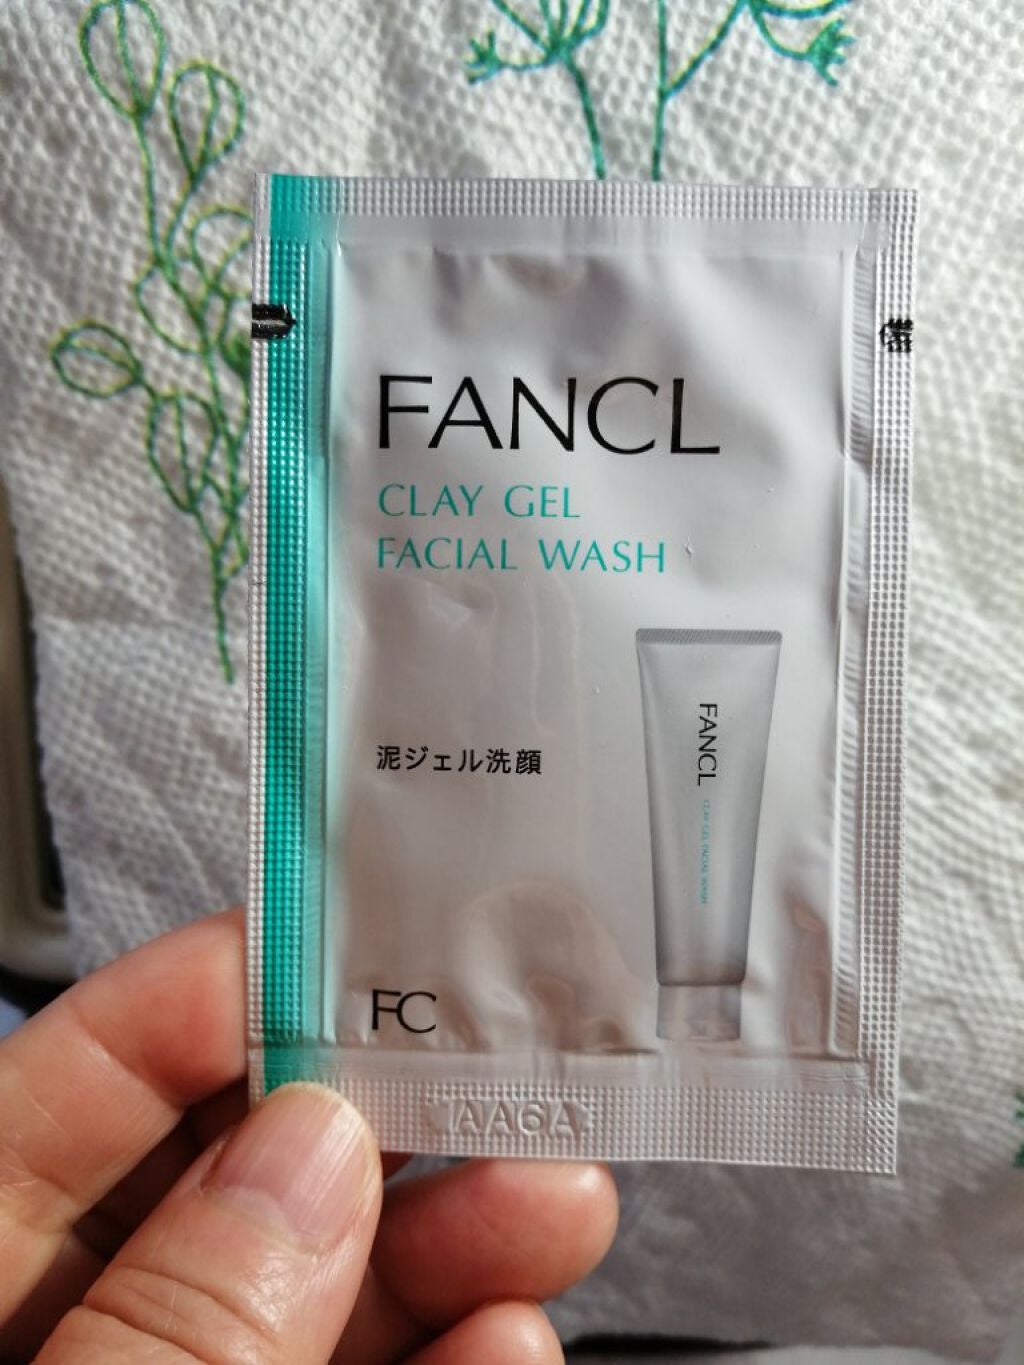 FANCL
CLAY GEL
FACIAL WASH
泥ジェル洗顔
FANCL
CLAY GEL FACIAL WASH
FC
AA6A